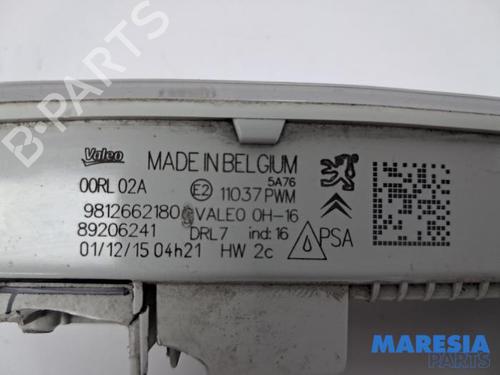 B-PARTS
Valeo MADE IN BELGIUM
5A76
00RL 02A E2 11037 PWM
9812662180 VALEO OH-16
89206241 DRL7 ind: 16 PSA
01/12/15 04h21 HW 2c
MARESIA
PARTS